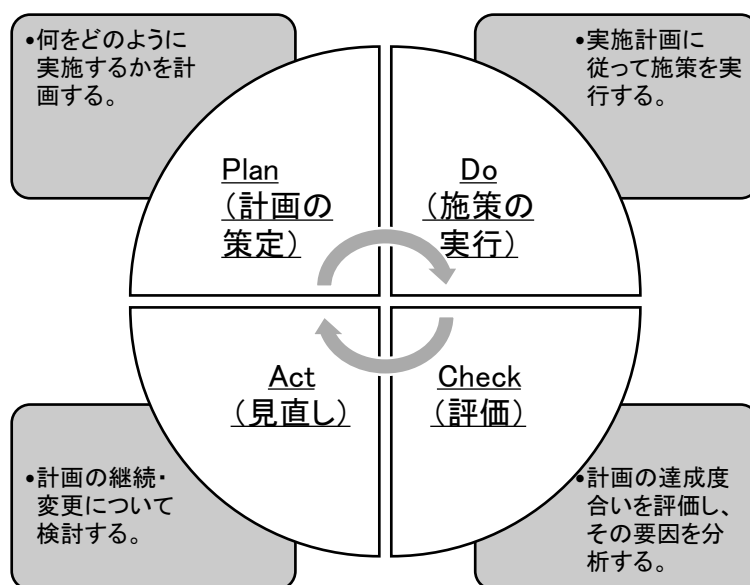 •何をどのように
実施するかを計
画する。
•実施計画に
従って施策を実
行する。
Plan
（計画の
策定）
Do
（施策の
実行）
Act
（見直し）
Check
（評価）
•計画の継続・
変更について
検討する。
•計画の達成度
合いを評価し、
その要因を分
析する。